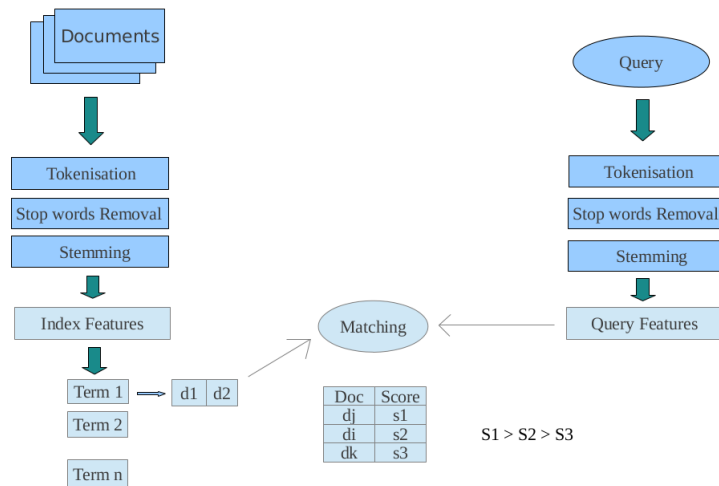 Documents
Query
Tokenisation
Tokenisation
Stop words Removal
Stop words Removal
Stemming
Stemming
Index Features
Matching
Query Features
Term 1
d1 d2
Term 2
Term n
Doc Score
dj s1
di s2
dk s3
S1 > S2 > S3